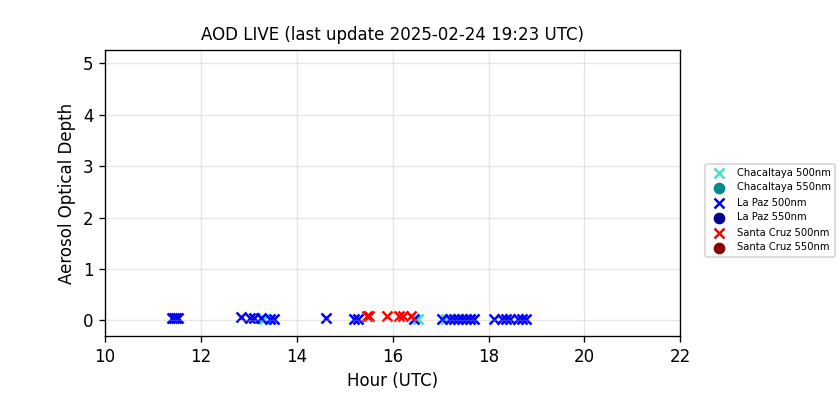 AOD LIVE (last update 2025-02-24 19:23 UTC)
5
4
3
2
1
0
Aerosol Optical Depth
10 12 14 16 18 20 22
Hour (UTC)
Chacaltaya 500nm
Chacaltaya 550nm
La Paz 500nm
La Paz 550nm
Santa Cruz 500nm
Santa Cruz 550nm